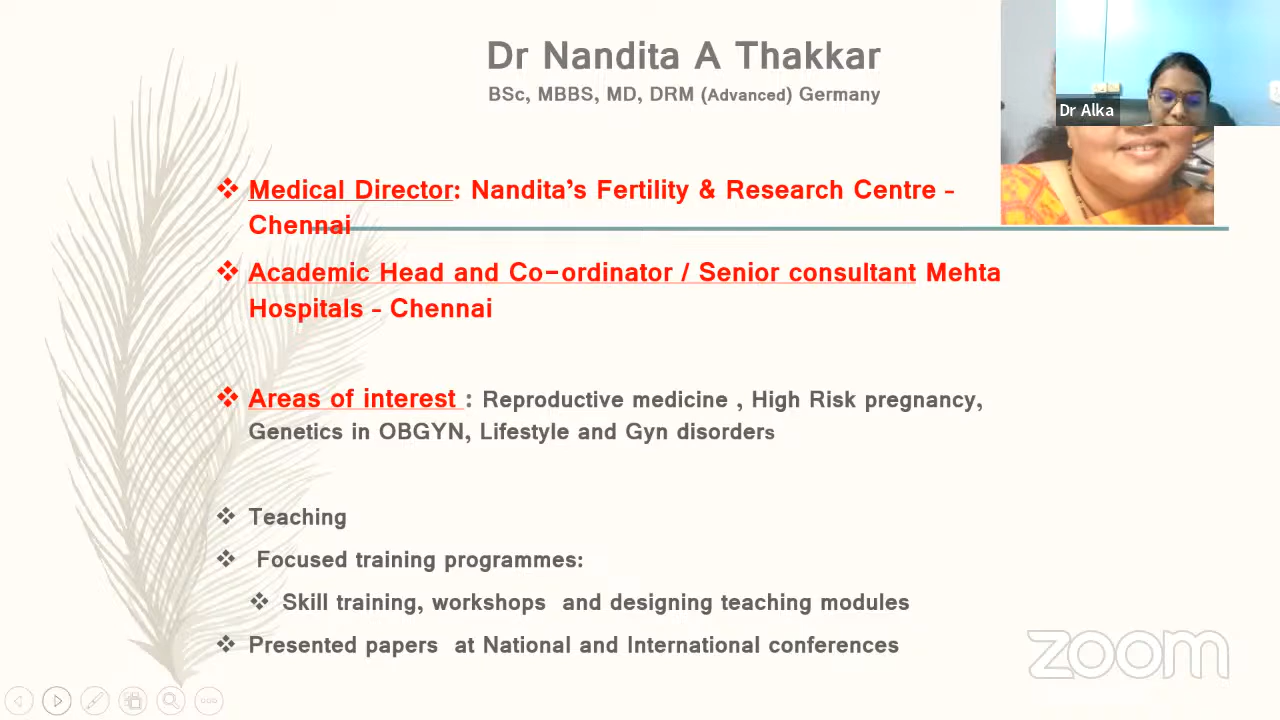 Dr Nandita A Thakkar
BSc, MBBS, MD, DRM (Advanced) Germany
Dr Alka
❖ Medical Director: Nandita’s Fertility & Research Centre -
Chennai
❖ Academic Head and Co-ordinator / Senior consultant Mehta
Hospitals - Chennai
❖ Areas of interest : Reproductive medicine , High Risk pregnancy,
Genetics in OBGYN, Lifestyle and Gyn disorders
❖ Teaching
❖ Focused training programmes:
❖ Skill training, workshops and designing teaching modules
❖ Presented papers at National and International conferences
zoom